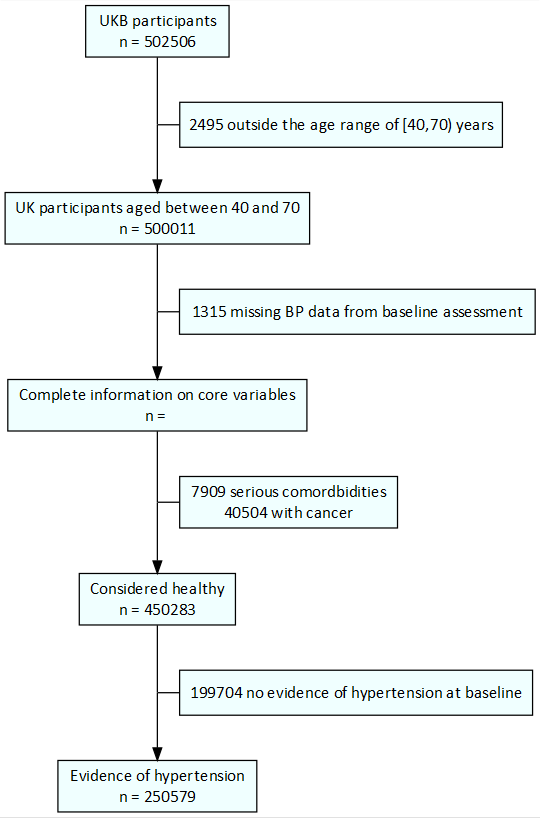 UKB participants
n = 502506
2495 outside the age range of [40,70) years
UK participants aged between 40 and 70
n = 500011
1315 missing BP data from baseline assessment
Complete information on core variables
n =
7909 serious comordbidities
40504 with cancer
Considered healthy
n = 450283
199704 no evidence of hypertension at baseline
Evidence of hypertension
n = 250579